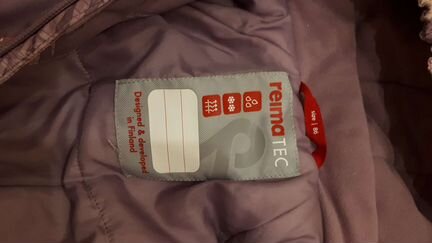 reima
TEC
Designed & developed
in Finland
size | 86